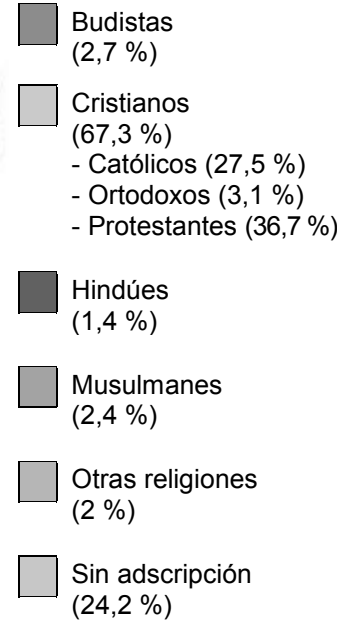 Budistas
(2,7 %)
Cristianos
(67,3 %)
- Católicos (27,5 %)
- Ortodoxos (3,1 %)
- Protestantes (36,7 %)
Hindúes
(1,4 %)
Musulmanes
(2,4 %)
Otras religiones
(2 %)
Sin adscripción
(24,2 %)